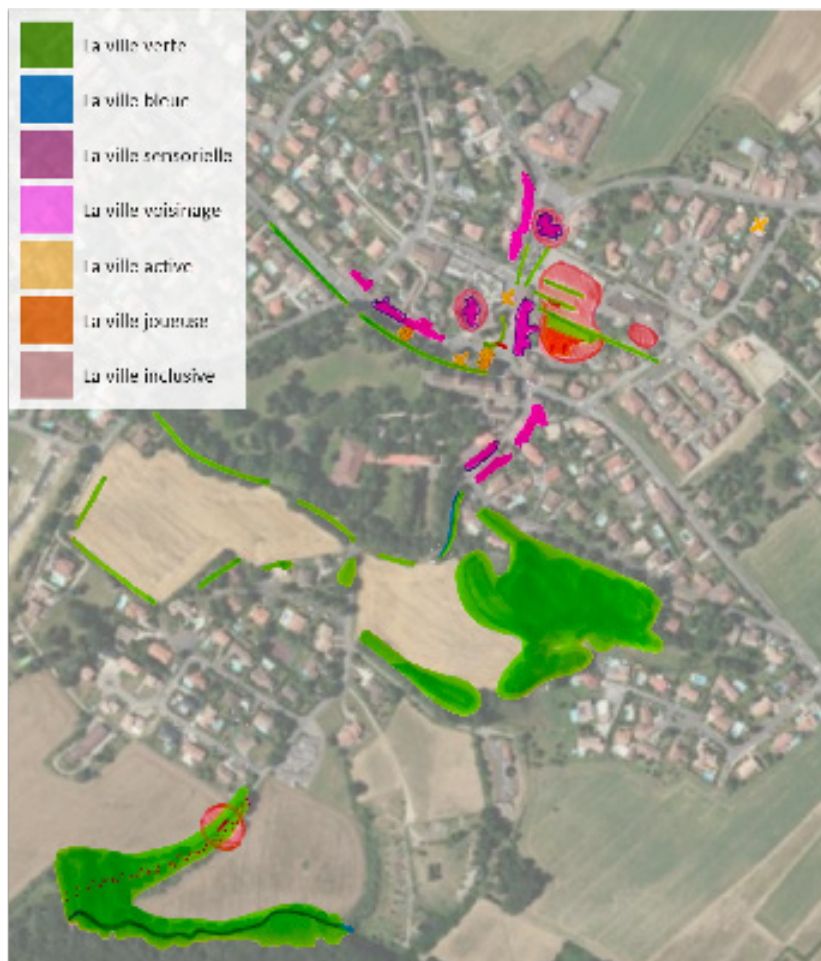 La ville verte
La ville bleue
La ville sensorielle
La ville voisinage
La ville active
La ville joueuse
La ville inclusive